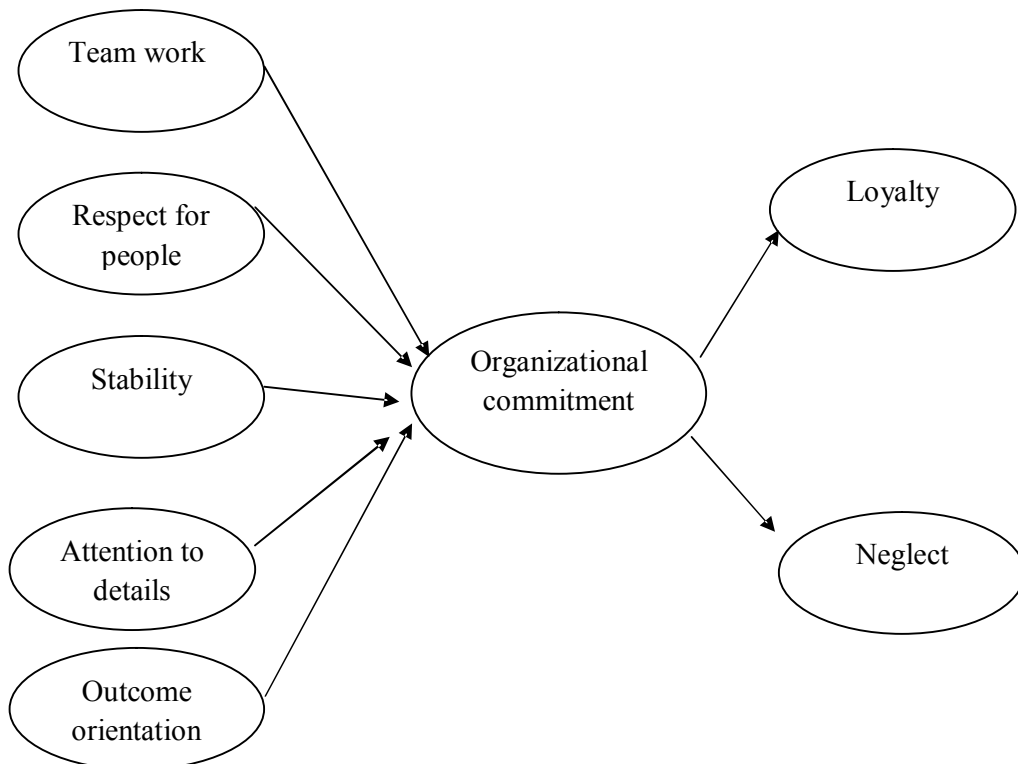 Team work
Respect for
people
Stability
Attention to
details
Outcome
orientation
Organizational
commitment
Loyalty
Neglect